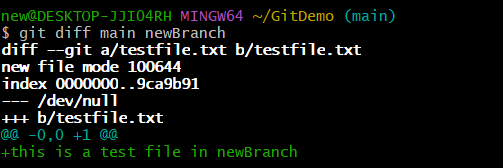 new@DESKTOP-JJIO4RH MINGW64 ~/GitDemo (main)
$ git diff main newBranch
diff --git a/testfile.txt b/testfile.txt
new file mode 100644
index 0000000..9ca9b91
--- /dev/null
+++ b/testfile.txt
@@ -0,0 +1 @@
+this is a test file in newBranch